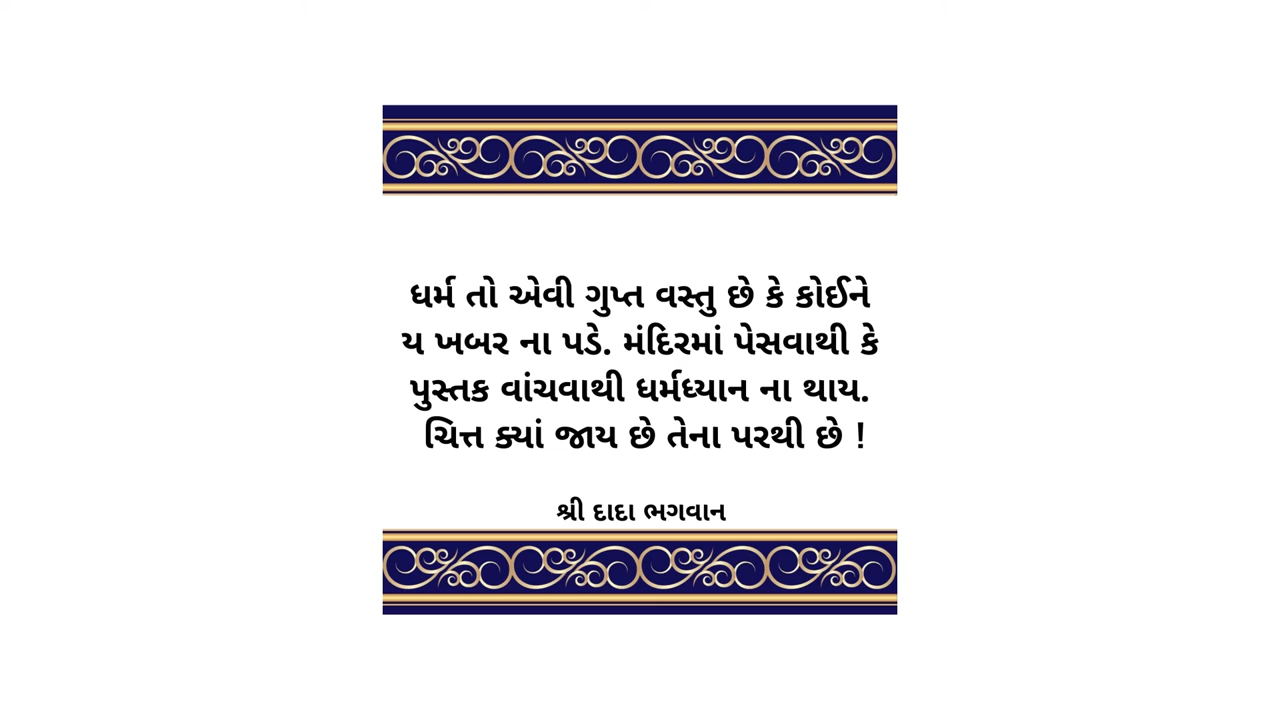 ધર્મ તો એવી ગુપ્ત વસ્તુ છે કે કોઈને
ય ખબર ના પડે. મંદિરમાં પેસવાથી કે
પુસ્તક વાંચવાથી ધર્મધ્યાન ના થાય.
ચિત્ત ક્યાં જાય છે તેના પરથી છે !
શ્રી દાદા ભગવાન